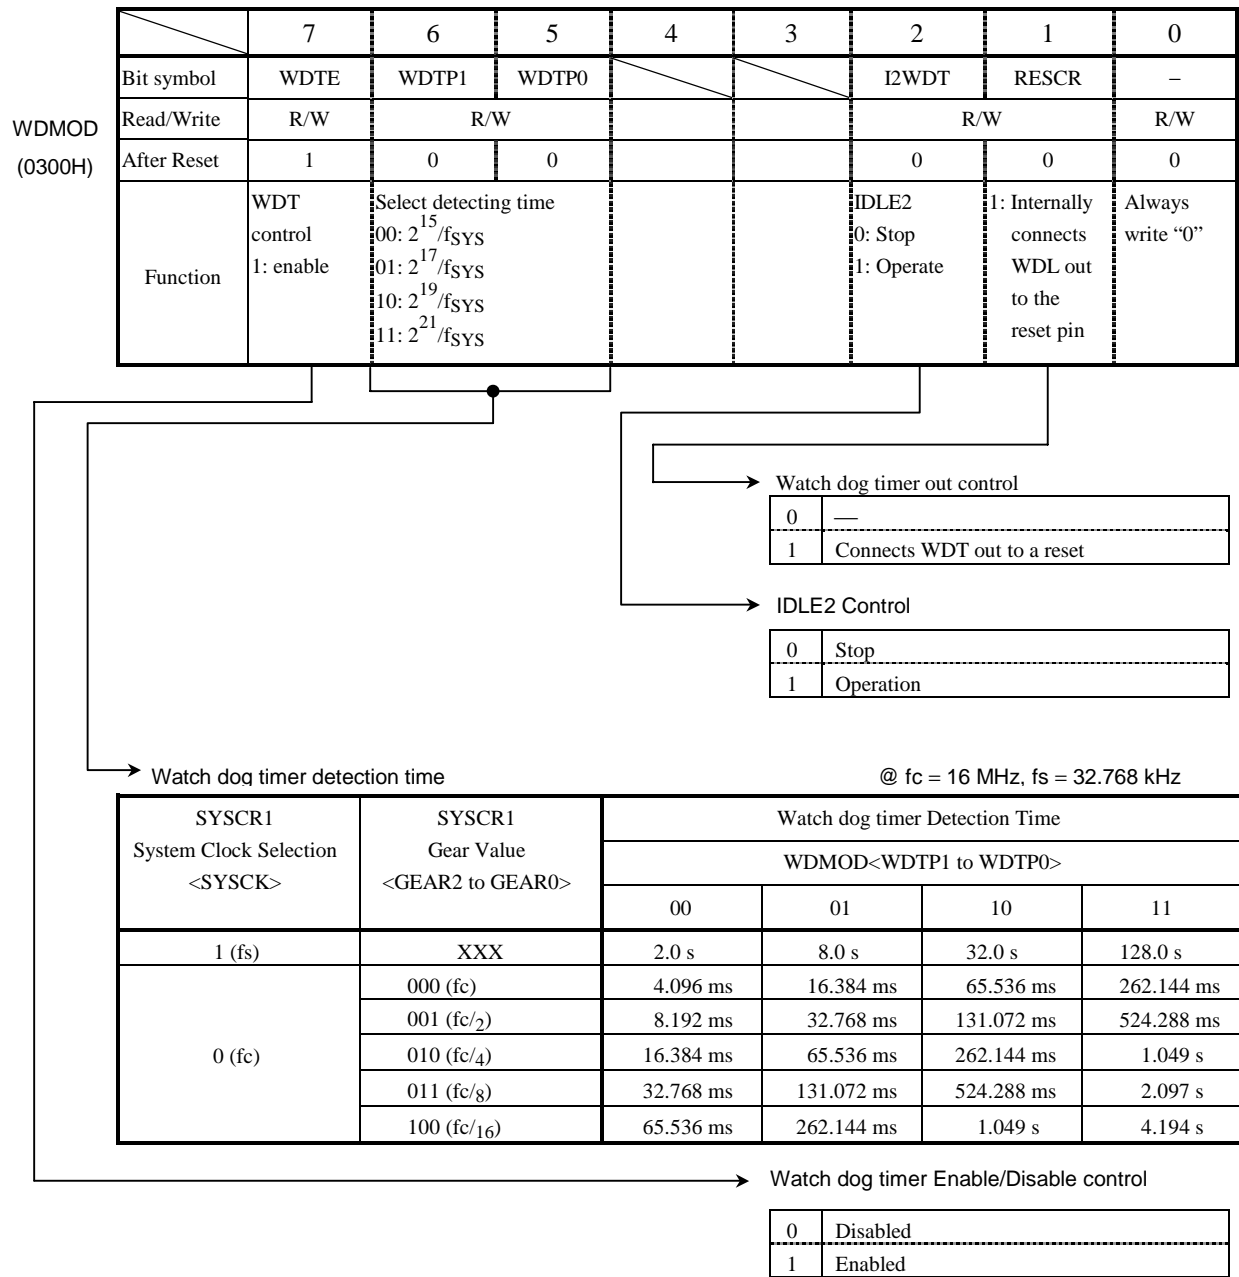 7 6 5 4 3 2 1 0
Bit symbol WDTE WDTP1 WDTP0 I2WDT RESCR –
WDMOD
(0300H)
Read/Write R/W R/W R/W R/W
After Reset 1 0 0 0 0 0
Function
WDT
control
1: enable
Select detecting time
00: 2^15/fSYS
01: 2^17/fSYS
10: 2^19/fSYS
11: 2^21/fSYS
IDLE2
0: Stop
1: Operate
1: Internally
connects
WDL out
to the
reset pin
Always
write “0”
Watch dog timer out control
0 —
1 Connects WDT out to a reset
IDLE2 Control
0 Stop
1 Operation
Watch dog timer detection time @ fc = 16 MHz, fs = 32.768 kHz
SYSCR1
System Clock Selection
<SYSCK>
SYSCR1
Gear Value
<GEAR2 to GEAR0>
Watch dog timer Detection Time
WDMOD<WDTP1 to WDTP0>
00 01 10 11
1 (fs) XXX 2.0 s 8.0 s 32.0 s 128.0 s
0 (fc)
000 (fc) 4.096 ms 16.384 ms 65.536 ms 262.144 ms
001 (fc/2) 8.192 ms 32.768 ms 131.072 ms 524.288 ms
010 (fc/4) 16.384 ms 65.536 ms 262.144 ms 1.049 s
011 (fc/8) 32.768 ms 131.072 ms 524.288 ms 2.097 s
100 (fc/16) 65.536 ms 262.144 ms 1.049 s 4.194 s
Watch dog timer Enable/Disable control
0 Disabled
1 Enabled